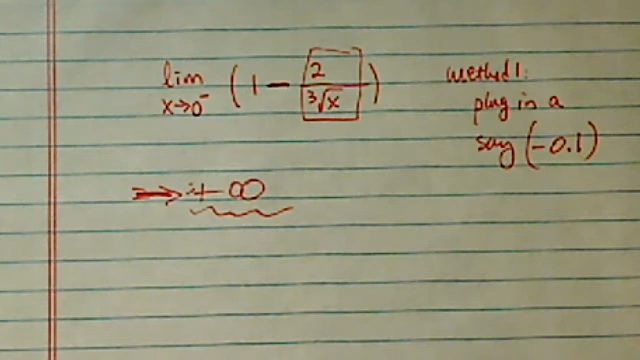 lim x→0⁻ (1 - 2/∛x)
→ + ∞
method 1:
plug in a
say (-0.1)